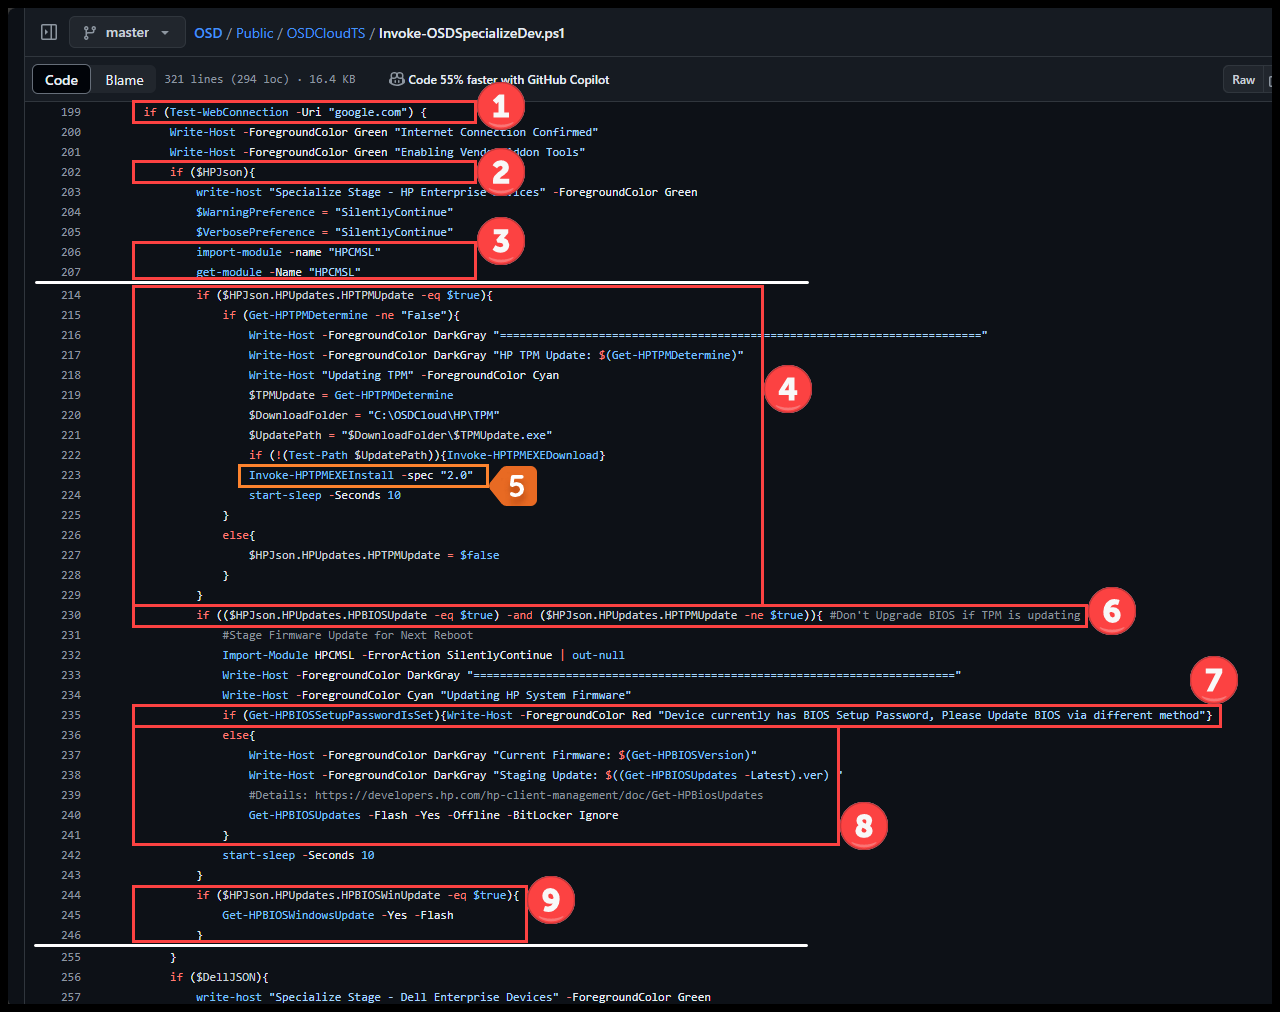 master OSD / Public / OSDCloudTS / Invoke-OSDSpecializeDev.ps1
Code Blame 321 lines (294 loc) · 16.4 KB Code 55% faster with GitHub Copilot Raw
199 if (Test-WebConnection -Uri "google.com") { 1
200 Write-Host -ForegroundColor Green "Internet Connection Confirmed"
201 Write-Host -ForegroundColor Green "Enabling Vendor Addon Tools"
202 if ($HPJson){ 2
203 write-host "Specialize Stage - HP Enterprise Devices" -ForegroundColor Green
204 $WarningPreference = "SilentlyContinue"
205 $VerbosePreference = "SilentlyContinue"
206 import-module -name "HPCMSL" 3
207 get-module -Name "HPCMSL"
214 if ($HPJson.HPUpdates.HPTPMUpdate -eq $true){
215 if (Get-HPTPMDetermine -ne "False"){
216 Write-Host -ForegroundColor DarkGray "========================================================================="
217 Write-Host -ForegroundColor DarkGray "HP TPM Update: $(Get-HPTPMDetermine)"
218 Write-Host "Updating TPM" -ForegroundColor Cyan
219 $TPMUpdate = Get-HPTPMDetermine 4
220 $DownloadFolder = "C:\OSDCloud\HP\TPM"
221 $UpdatePath = "$DownloadFolder\$TPMUpdate.exe"
222 if (!(Test-Path $UpdatePath)){Invoke-HPTPMEXEDownload}
223 Invoke-HPTPMEXEInstall -spec "2.0" 5
224 start-sleep -Seconds 10
225 }
226 else{
227 $HPJson.HPUpdates.HPTPMUpdate = $false
228 }
229 }
230 if (($HPJson.HPUpdates.HPBIOSUpdate -eq $true) -and ($HPJson.HPUpdates.HPTPMUpdate -ne $true)){ #Don't Upgrade BIOS if TPM is updating 6
231 #Stage Firmware Update for Next Reboot
232 Import-Module HPCMSL -ErrorAction SilentlyContinue | out-null
233 Write-Host -ForegroundColor DarkGray "========================================================================="
234 Write-Host -ForegroundColor Cyan "Updating HP System Firmware" 7
235 if (Get-HPBIOSSetupPasswordIsSet){Write-Host -ForegroundColor Red "Device currently has BIOS Setup Password, Please Update BIOS via different method"}
236 else{
237 Write-Host -ForegroundColor DarkGray "Current Firmware: $(Get-HPBIOSVersion)"
238 Write-Host -ForegroundColor DarkGray "Staging Update: $((Get-HPBIOSUpdates -Latest).ver) "
239 #Details: https://developers.hp.com/hp-client-management/doc/Get-HPBiosUpdates
240 Get-HPBIOSUpdates -Flash -Yes -Offline -BitLocker Ignore 8
241 }
242 start-sleep -Seconds 10
243 }
244 if ($HPJson.HPUpdates.HPBIOSWinUpdate -eq $true){ 9
245 Get-HPBIOSWindowsUpdate -Yes -Flash
246 }
255 }
256 if ($DellJSON){
257 write-host "Specialize Stage - Dell Enterprise Devices" -ForegroundColor Green